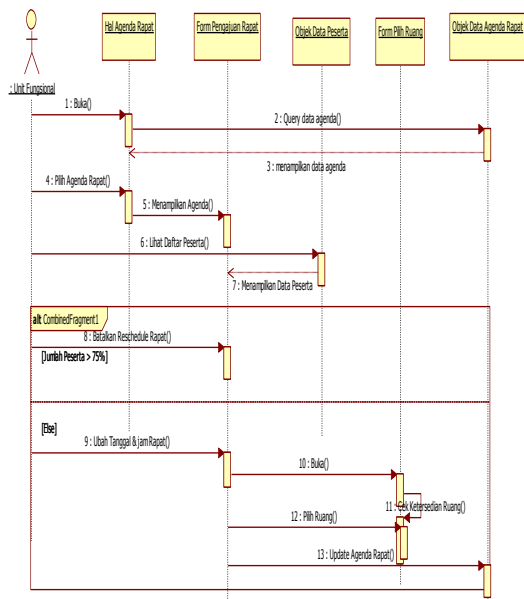 Hal Agenda Rapat
Form Pengajuan Rapat
Objek Data Peserta
Form Pilih Ruang
Objek Data Agenda Rapat
: Unit Fungsional
1 : Buka()
2 : Query data agenda()
3 : menampilkan data agenda
4 : Pilih Agenda Rapat()
5 : Menampilkan Agenda()
6 : Lihat Daftar Peserta()
7 : Menampilkan Data Peserta
alt CombinedFragment1
8 : Batalkan Reschedule Rapat()
[Jumlah Peserta > 75%]
[Else]
9 : Ubah Tanggal & jam Rapat()
10 : Buka()
11 : Cek Ketersedian Ruang()
12 : Pilih Ruang()
13 : Update Agenda Rapat()